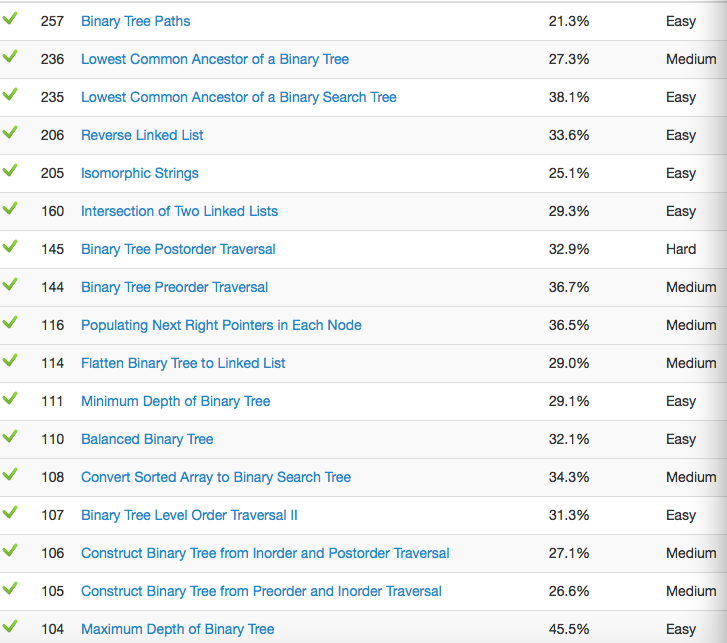 257 Binary Tree Paths 21.3% Easy
236 Lowest Common Ancestor of a Binary Tree 27.3% Medium
235 Lowest Common Ancestor of a Binary Search Tree 38.1% Easy
206 Reverse Linked List 33.6% Easy
205 Isomorphic Strings 25.1% Easy
160 Intersection of Two Linked Lists 29.3% Easy
145 Binary Tree Postorder Traversal 32.9% Hard
144 Binary Tree Preorder Traversal 36.7% Medium
116 Populating Next Right Pointers in Each Node 36.5% Medium
114 Flatten Binary Tree to Linked List 29.0% Medium
111 Minimum Depth of Binary Tree 29.1% Easy
110 Balanced Binary Tree 32.1% Easy
108 Convert Sorted Array to Binary Search Tree 34.3% Medium
107 Binary Tree Level Order Traversal II 31.3% Easy
106 Construct Binary Tree from Inorder and Postorder Traversal 27.1% Medium
105 Construct Binary Tree from Preorder and Inorder Traversal 26.6% Medium
104 Maximum Depth of Binary Tree 45.5% Easy